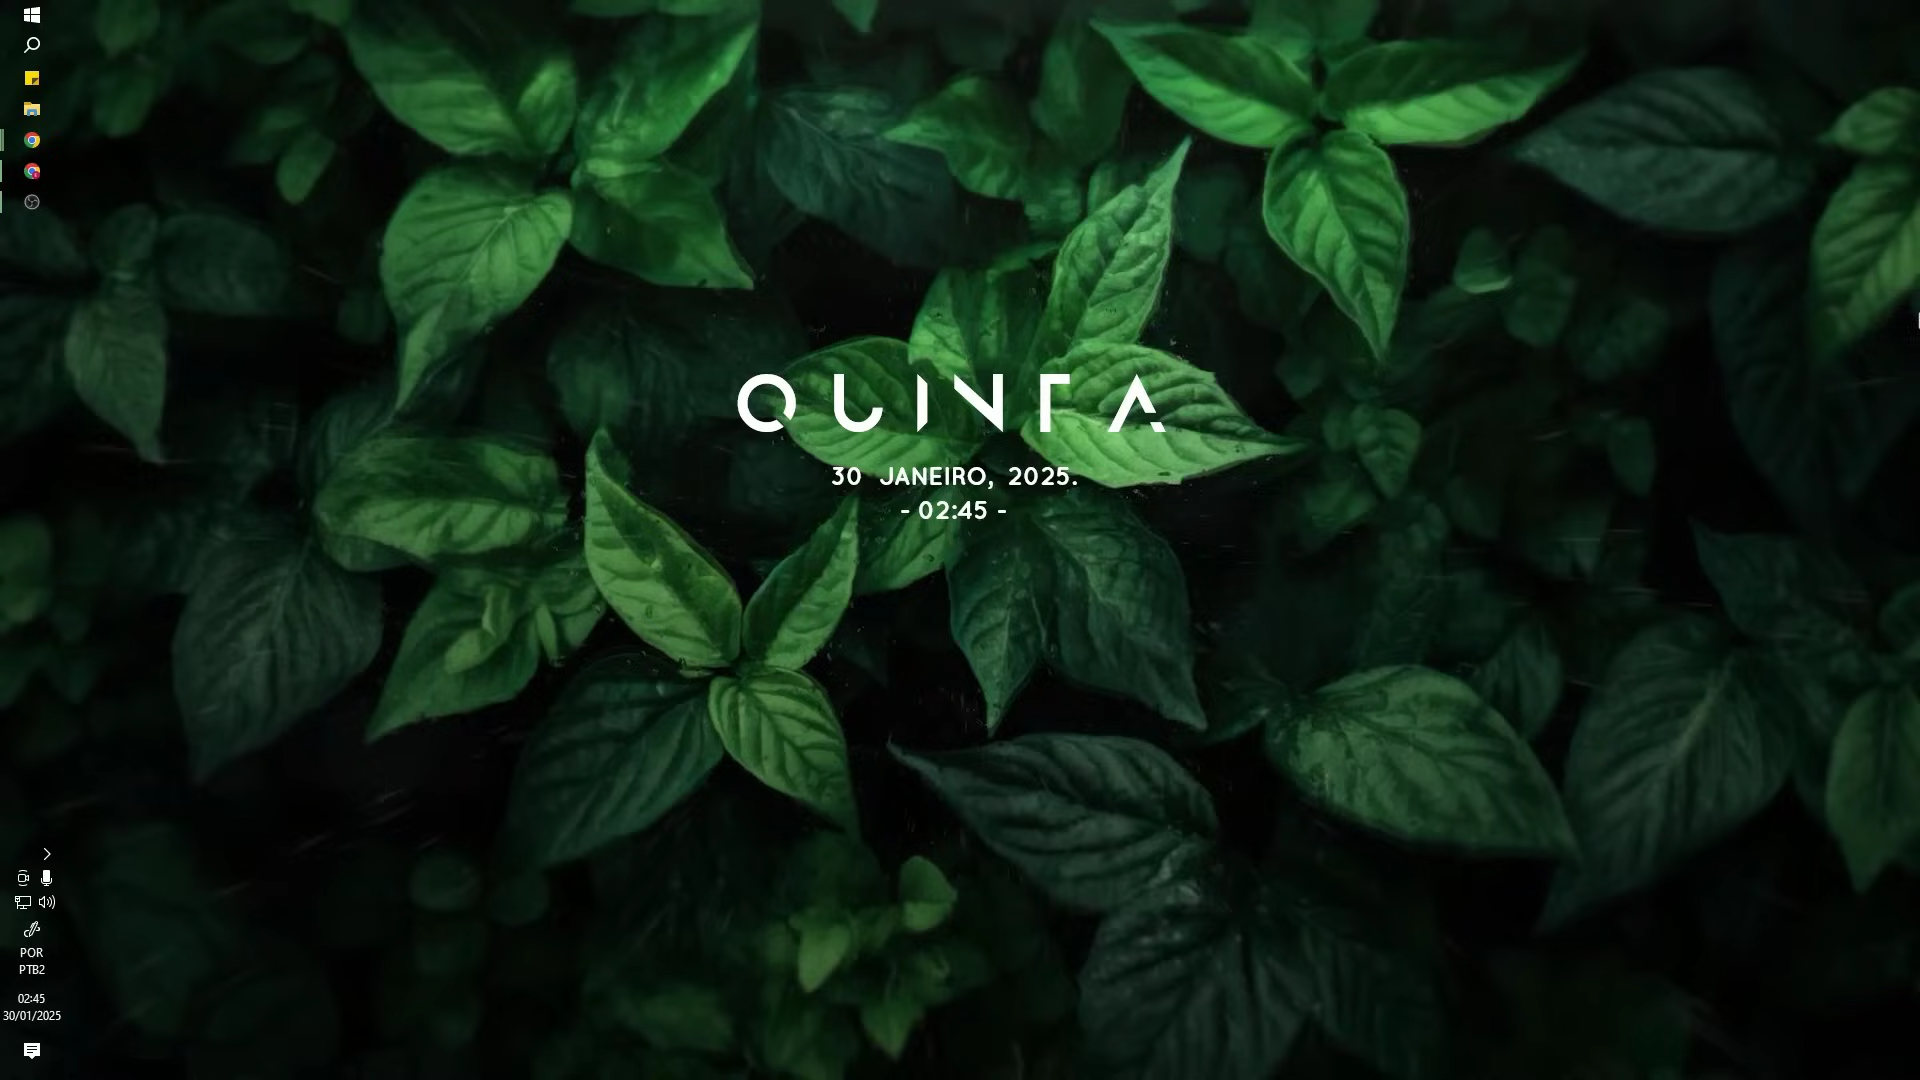 QUINTA
30 JANEIRO, 2025.
- 02:45 -
POR
PTB2
02:45
30/01/2025